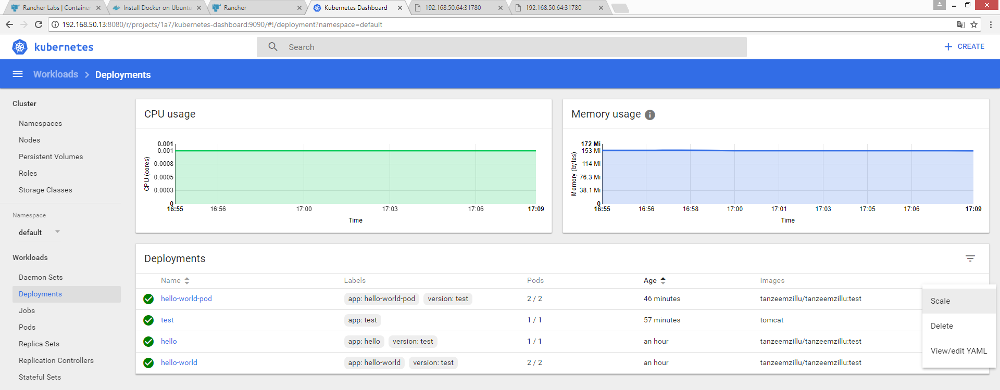 Rancher Labs | Container
Install Docker on Ubuntu
Rancher
Kubernetes Dashboard
192.168.50.64:31780
192.168.50.64:31780
192.168.50.13:8080/r/projects/1a7/kubernetes-dashboard:9090/#!/deployment?namespace=default
kubernetes
Search
CREATE
Workloads
Deployments
Cluster
Namespaces
Nodes
Persistent Volumes
Roles
Storage Classes
Namespace
default
Workloads
Daemon Sets
Deployments
Jobs
Pods
Replica Sets
Replication Controllers
Stateful Sets
CPU usage
CPU (cores)
0.001
0.001
0.0008
0.0005
0.0003
0
16:55 16:56 17:00 17:03 17:06 17:09
Time
Memory usage
Memory (bytes)
172 Mi
153 Mi
114 Mi
76.3 Mi
38.1 Mi
0
16:55 16:56 16:58 17:00 17:01 17:03 17:05 17:06 17:09
Time
Deployments
Name Labels Pods Age Images
hello-world-pod app: hello-world-pod version: test 2 / 2 46 minutes tanzeemzillu/tanzeemzillu:test
test app: test 1 / 1 57 minutes tomcat
hello app: hello version: test 1 / 1 an hour tanzeemzillu/tanzeemzillu:test
hello-world app: hello-world version: test 2 / 2 an hour tanzeemzillu/tanzeemzillu:test
Scale
Delete
View/edit YAML